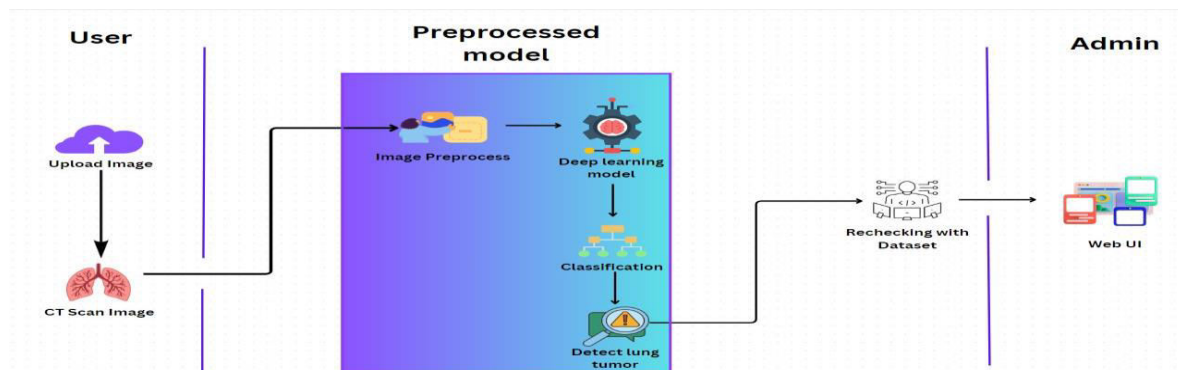 User
Upload Image
CT Scan Image
Preprocessed
model
Image Preprocess
Deep learning
model
Classification
Detect lung
tumor
Rechecking with
Dataset
Admin
Web UI